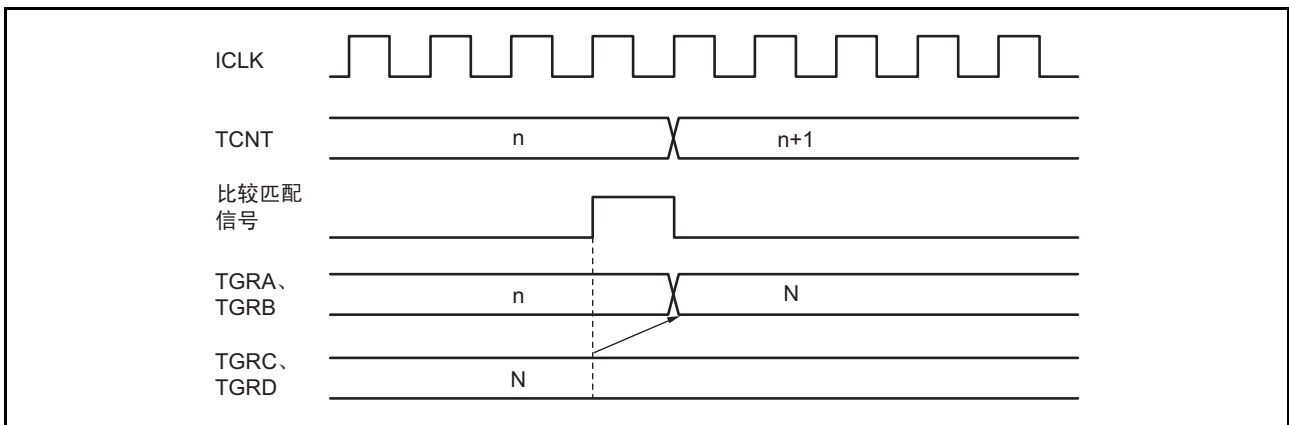 ICLK
TCNT
n
n+1
比较匹配
信号
TGRA、
TGRB
n
N
TGRC、
TGRD
N